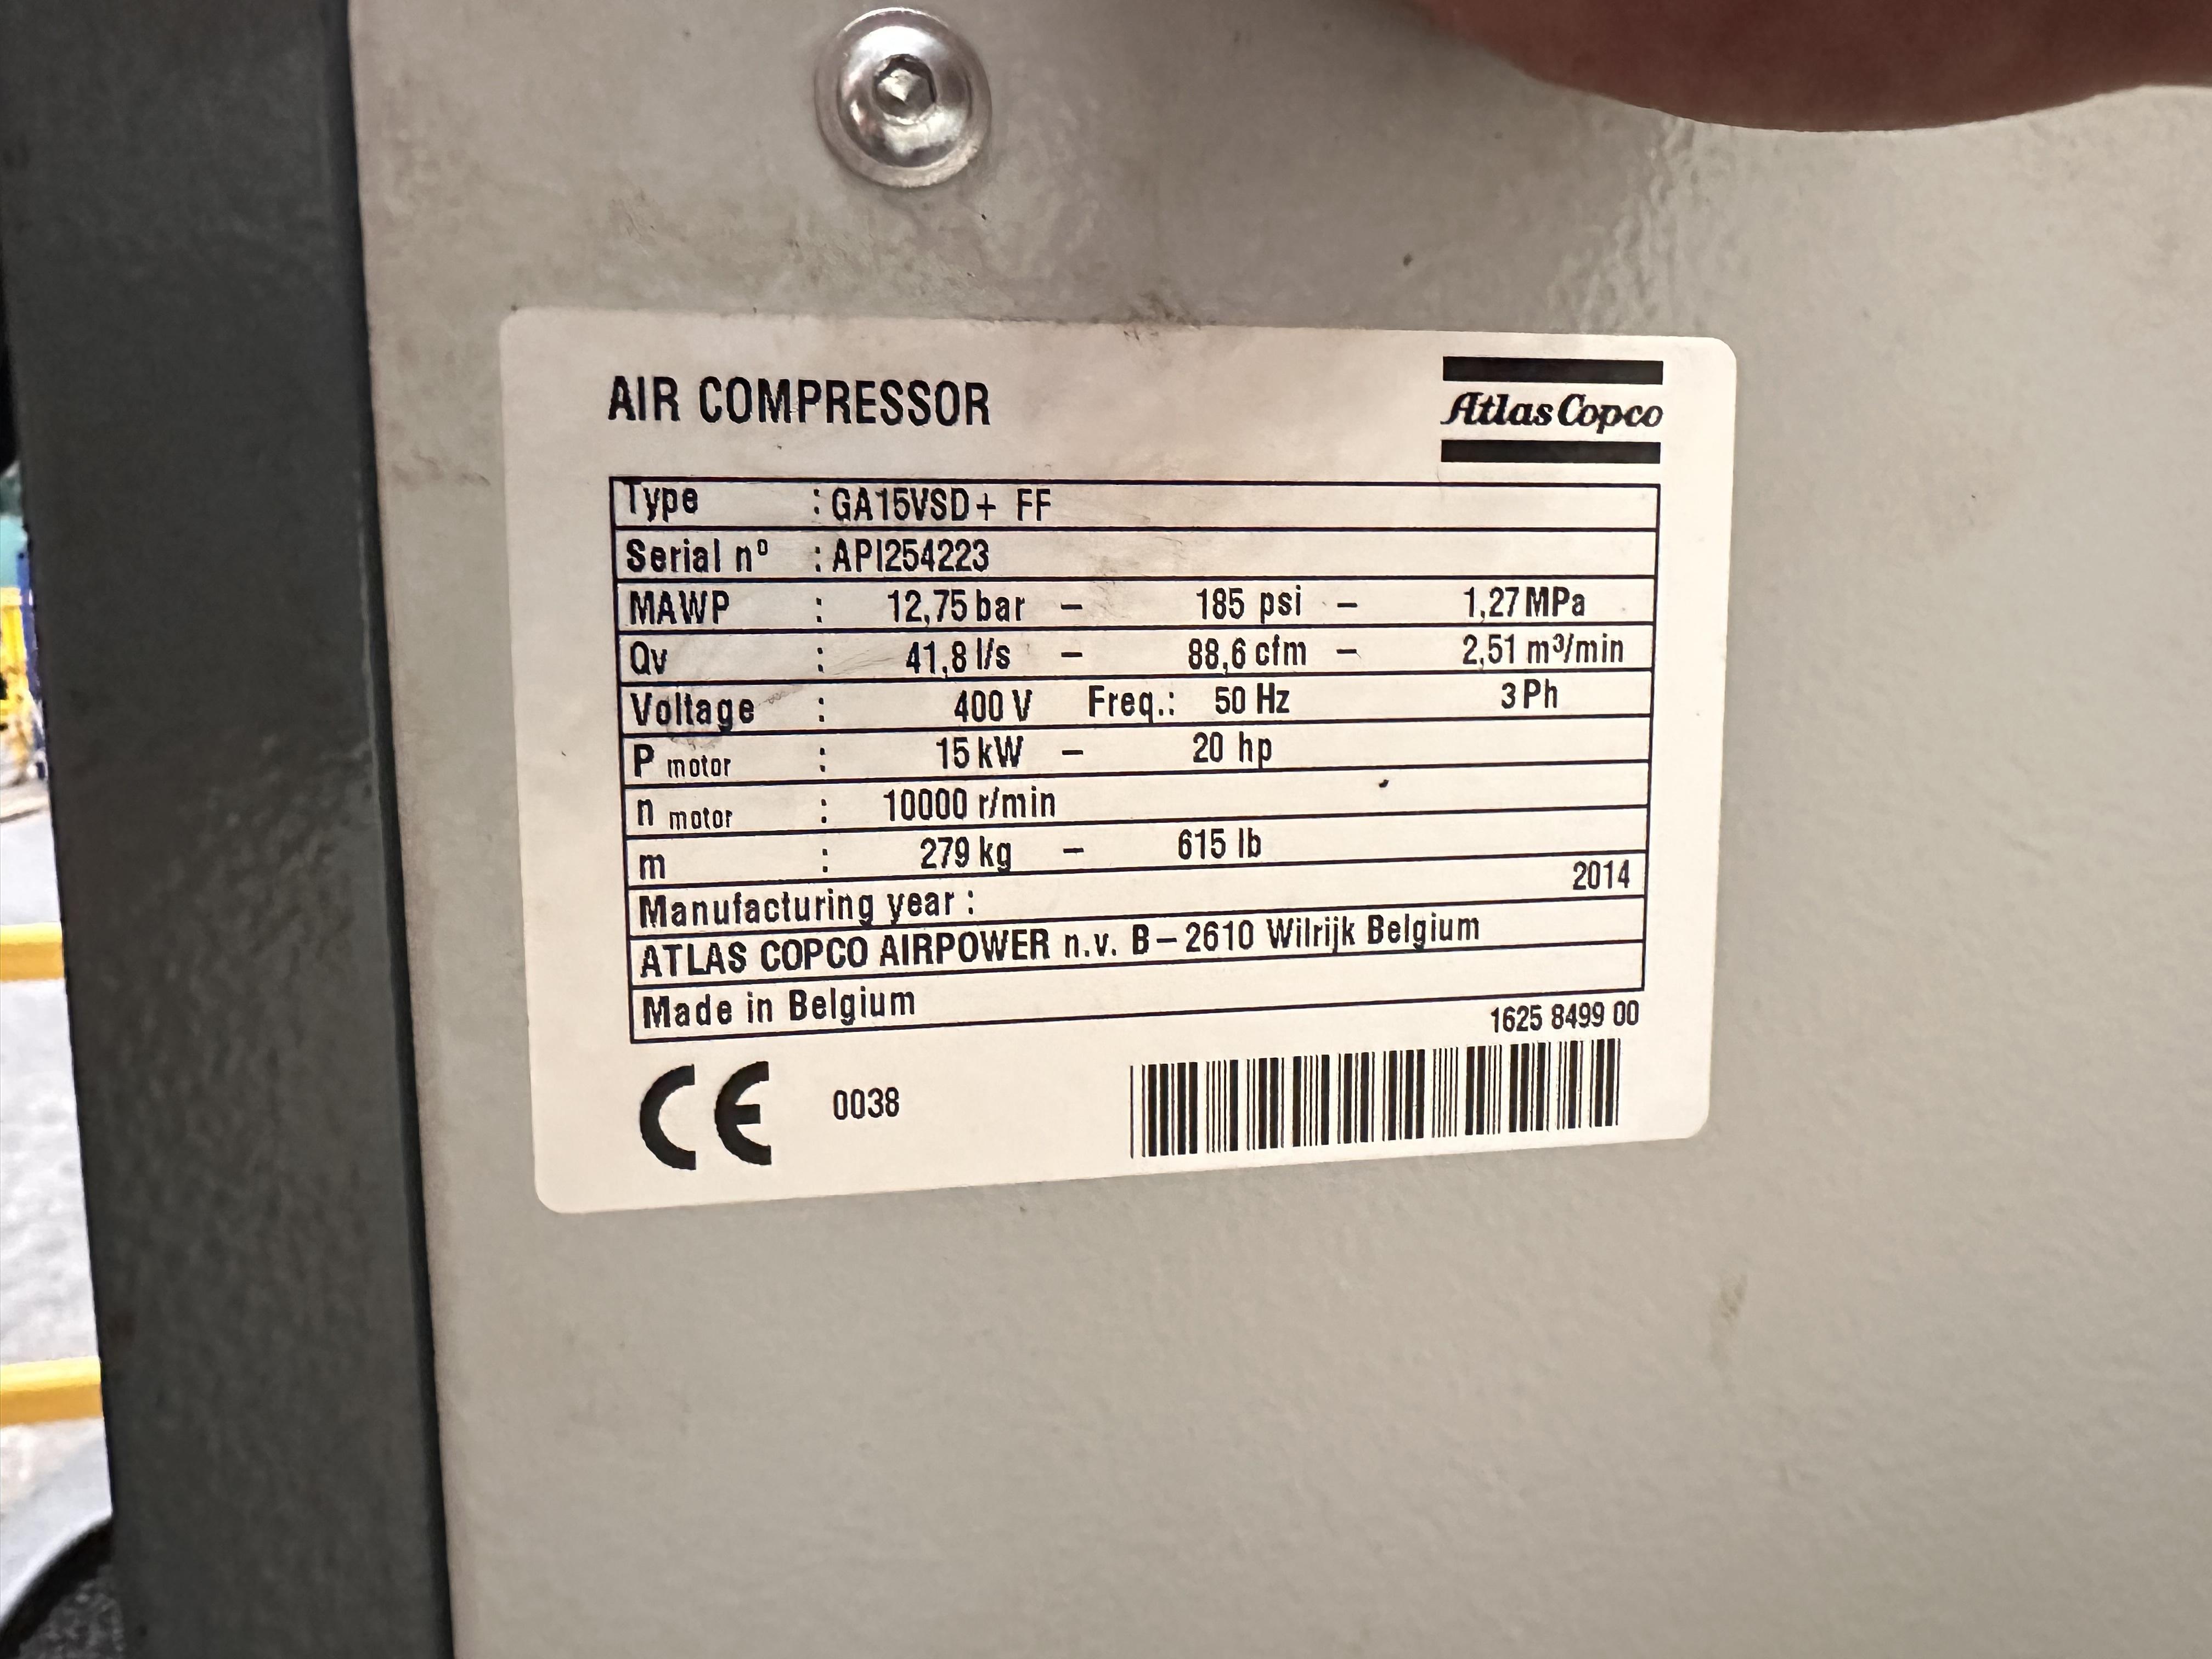 AIR COMPRESSOR
Atlas Copco
Type : GA15VSD+ FF
Serial nº : API254223
MAWP : 12,75 bar – 185 psi – 1,27 MPa
Qv : 41,8 l/s – 88,6 cfm – 2,51 m³/min
Voltage : 400 V Freq.: 50 Hz 3 Ph
P motor : 15 kW – 20 hp
n motor : 10000 r/min
m : 279 kg – 615 lb
Manufacturing year : 2014
ATLAS COPCO AIRPOWER n.v. B–2610 Wilrijk Belgium
Made in Belgium
1625 8499 00
CE 0038